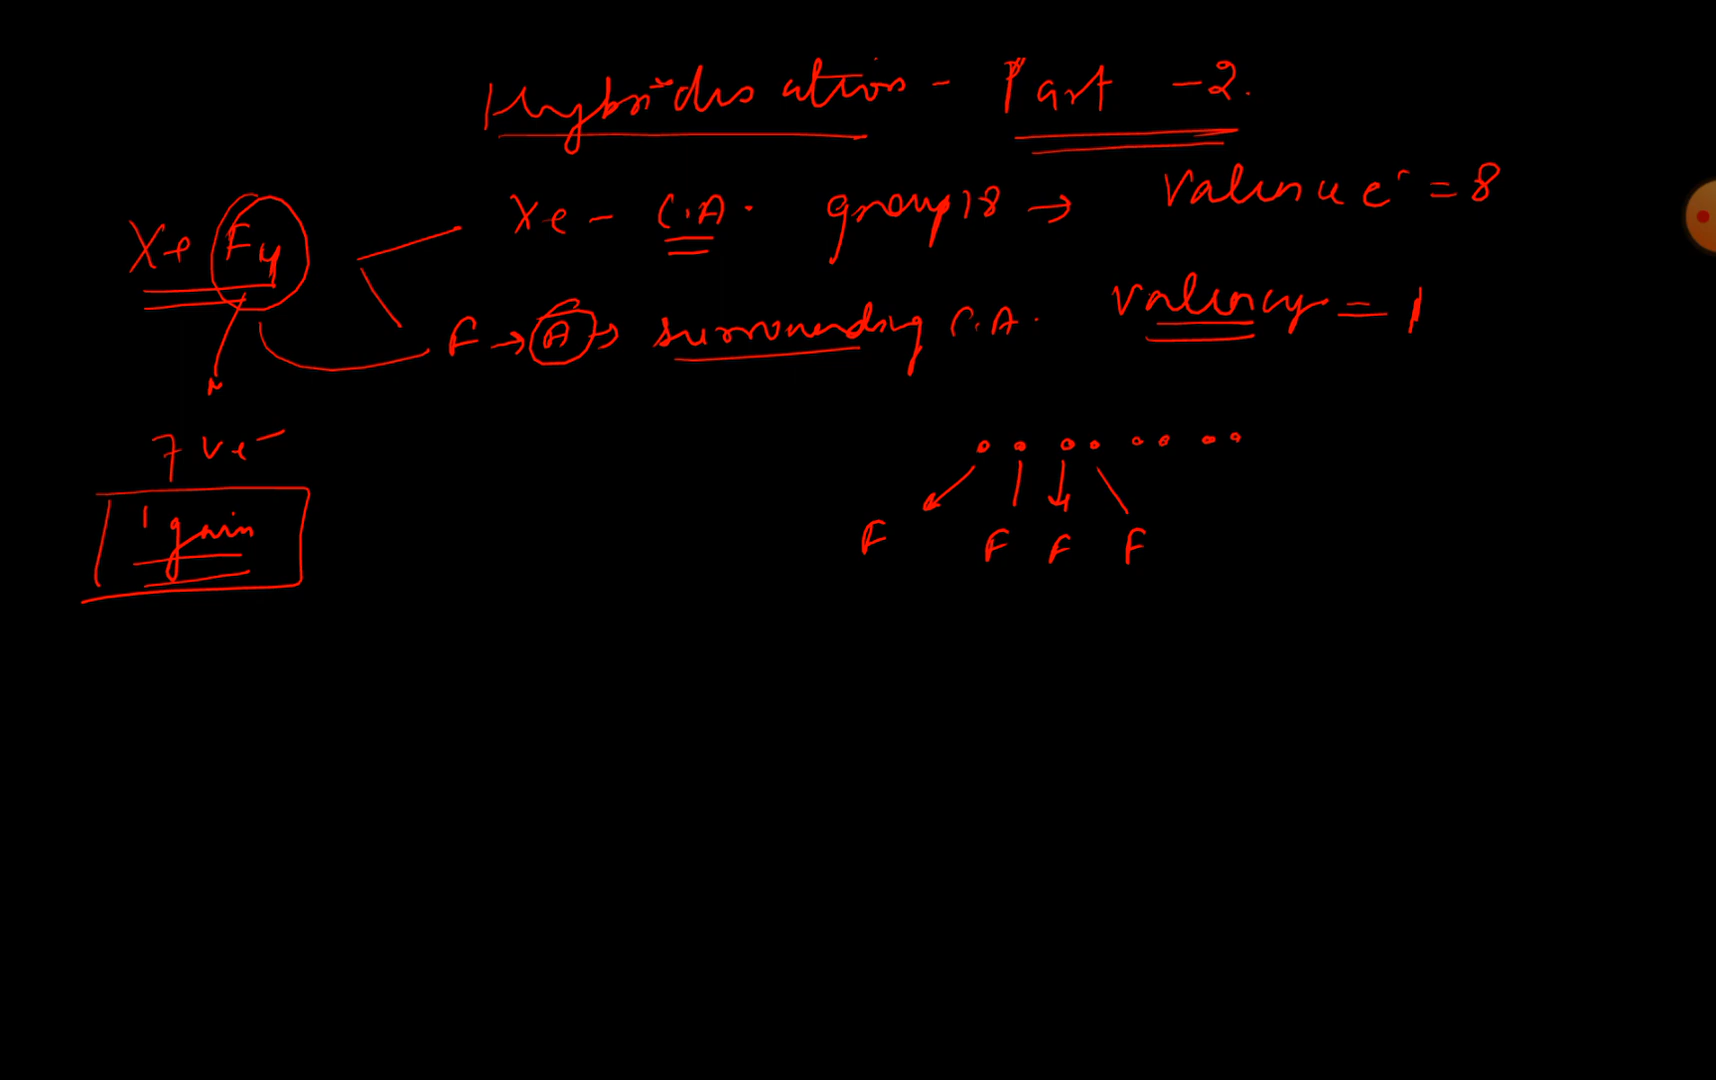 Hybridisation - Part -2.
XeF4
Xe - C.A. group 18 → Valence e- = 8
F → A → surrounding C.A. valency = 1
7 ve-
1 gain
F F F F